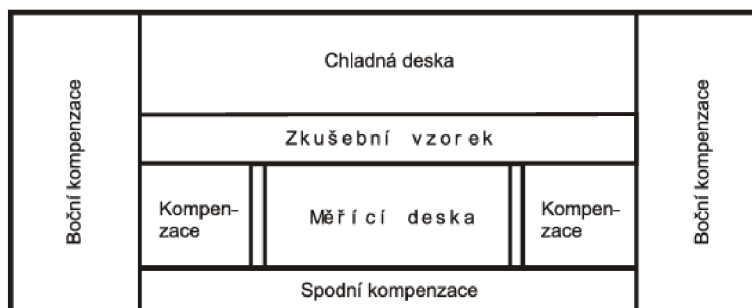 Boční kompenzace
Chladná deska
Zkušební vzorek
Kompen-
zace
Měřící deska
Kompen-
zace
Spodní kompenzace
Boční kompenzace